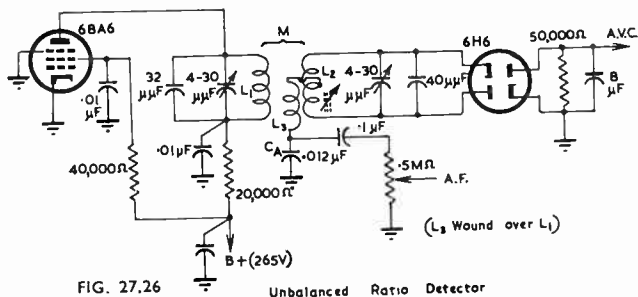 6BA6
M
6H6
50,000Ω
A.V.C.
32
μμF
4-30
μμF
L₁
L₂
4-30
μμF
40μμF
8
μF
.01
μF
L₃
.01μF
Cᴀ
.1μF
.012μF
40,000Ω
20,000Ω
.5MΩ
A.F.
(L₃ Wound over L₁)
B+(265V)
FIG. 27.26
Unbalanced Ratio Detector